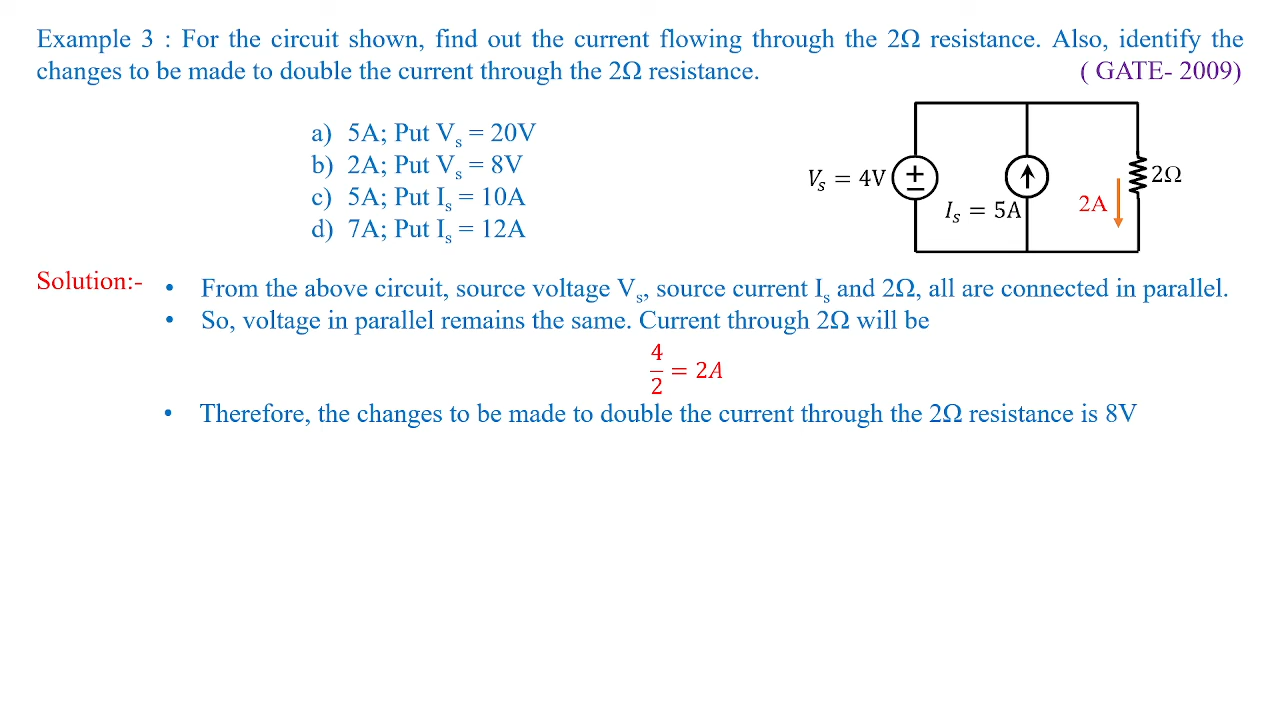 Example 3 : For the circuit shown, find out the current flowing through the 2Ω resistance. Also, identify the
changes to be made to double the current through the 2Ω resistance. ( GATE- 2009)
a) 5A; Put Vs = 20V
b) 2A; Put Vs = 8V
c) 5A; Put Is = 10A
d) 7A; Put Is = 12A
Vs = 4V
+
−
Is = 5A
2A
2Ω
Solution:-
• From the above circuit, source voltage Vs, source current Is and 2Ω, all are connected in parallel.
• So, voltage in parallel remains the same. Current through 2Ω will be
4/2 = 2A
• Therefore, the changes to be made to double the current through the 2Ω resistance is 8V